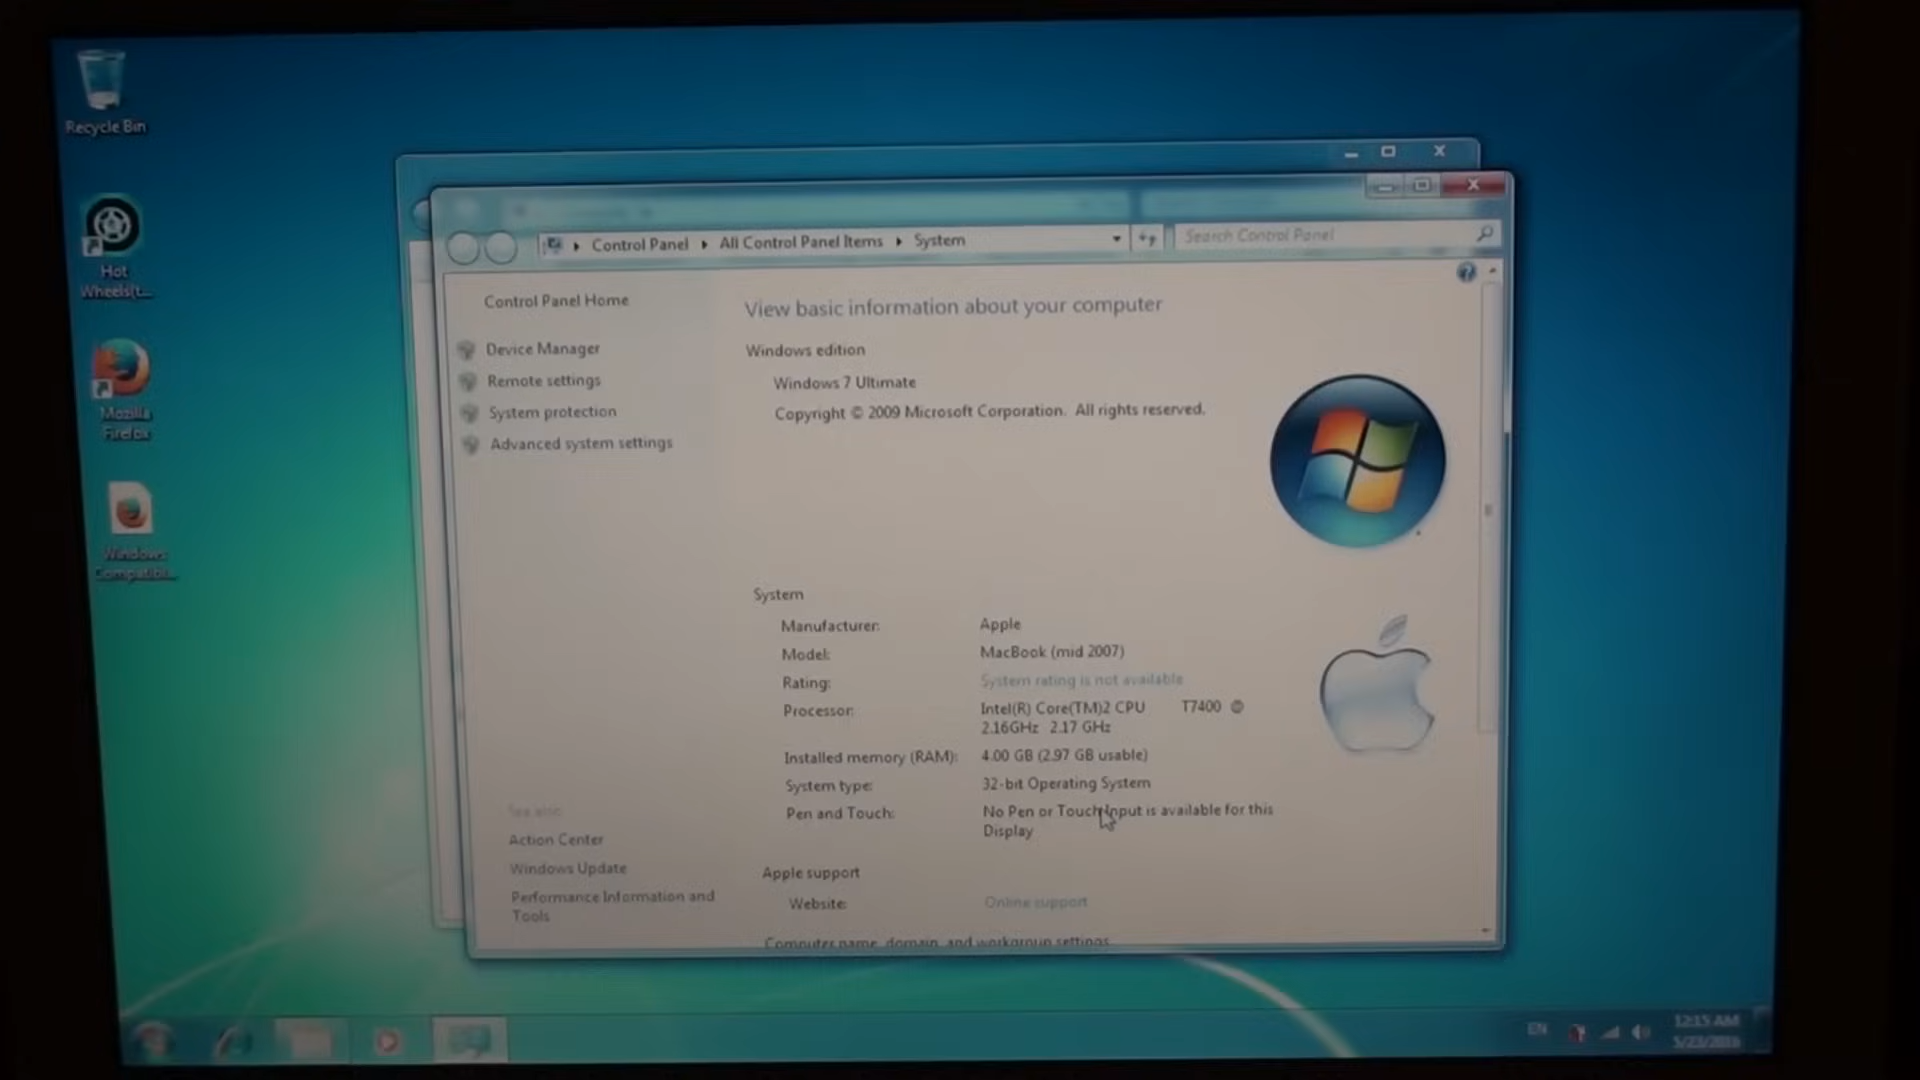 Recycle Bin
Hot
Wheels(t...
Mozilla
Firefox
Windows
Compatibi...
Control Panel
All Control Panel Items
System
Search Control Panel
Control Panel Home
Device Manager
Remote settings
System protection
Advanced system settings
See also
Action Center
Windows Update
Performance Information and
Tools
View basic information about your computer
Windows edition
Windows 7 Ultimate
Copyright © 2009 Microsoft Corporation. All rights reserved.
System
Manufacturer: Apple
Model: MacBook (mid 2007)
Rating: System rating is not available
Processor: Intel(R) Core(TM)2 CPU T7400 @
2.16GHz 2.17 GHz
Installed memory (RAM): 4.00 GB (2.97 GB usable)
System type: 32-bit Operating System
Pen and Touch: No Pen or Touch Input is available for this
Display
Apple support
Website: Online support
Computer name, domain, and workgroup settings
EN
12:15 AM
5/23/2016